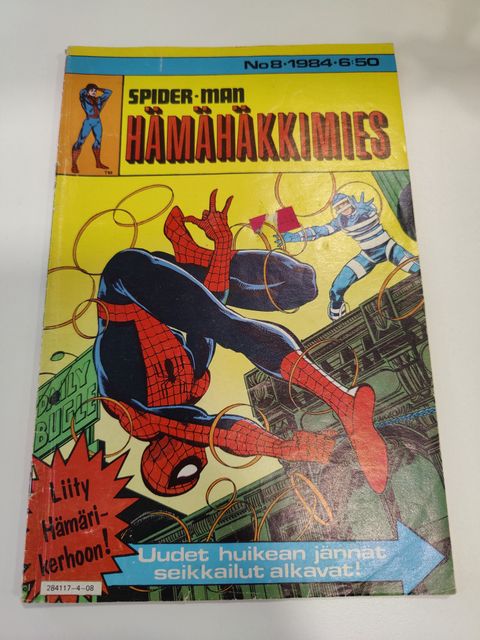 No 8·1984·6:50
SPIDER·MAN
HÄMÄHÄKKIMIES
TM
DAILY
BUGLE
Liity
Hämäri-
kerhoon!
Uudet huikean jännät
seikkailut alkavat!
284117-4-08